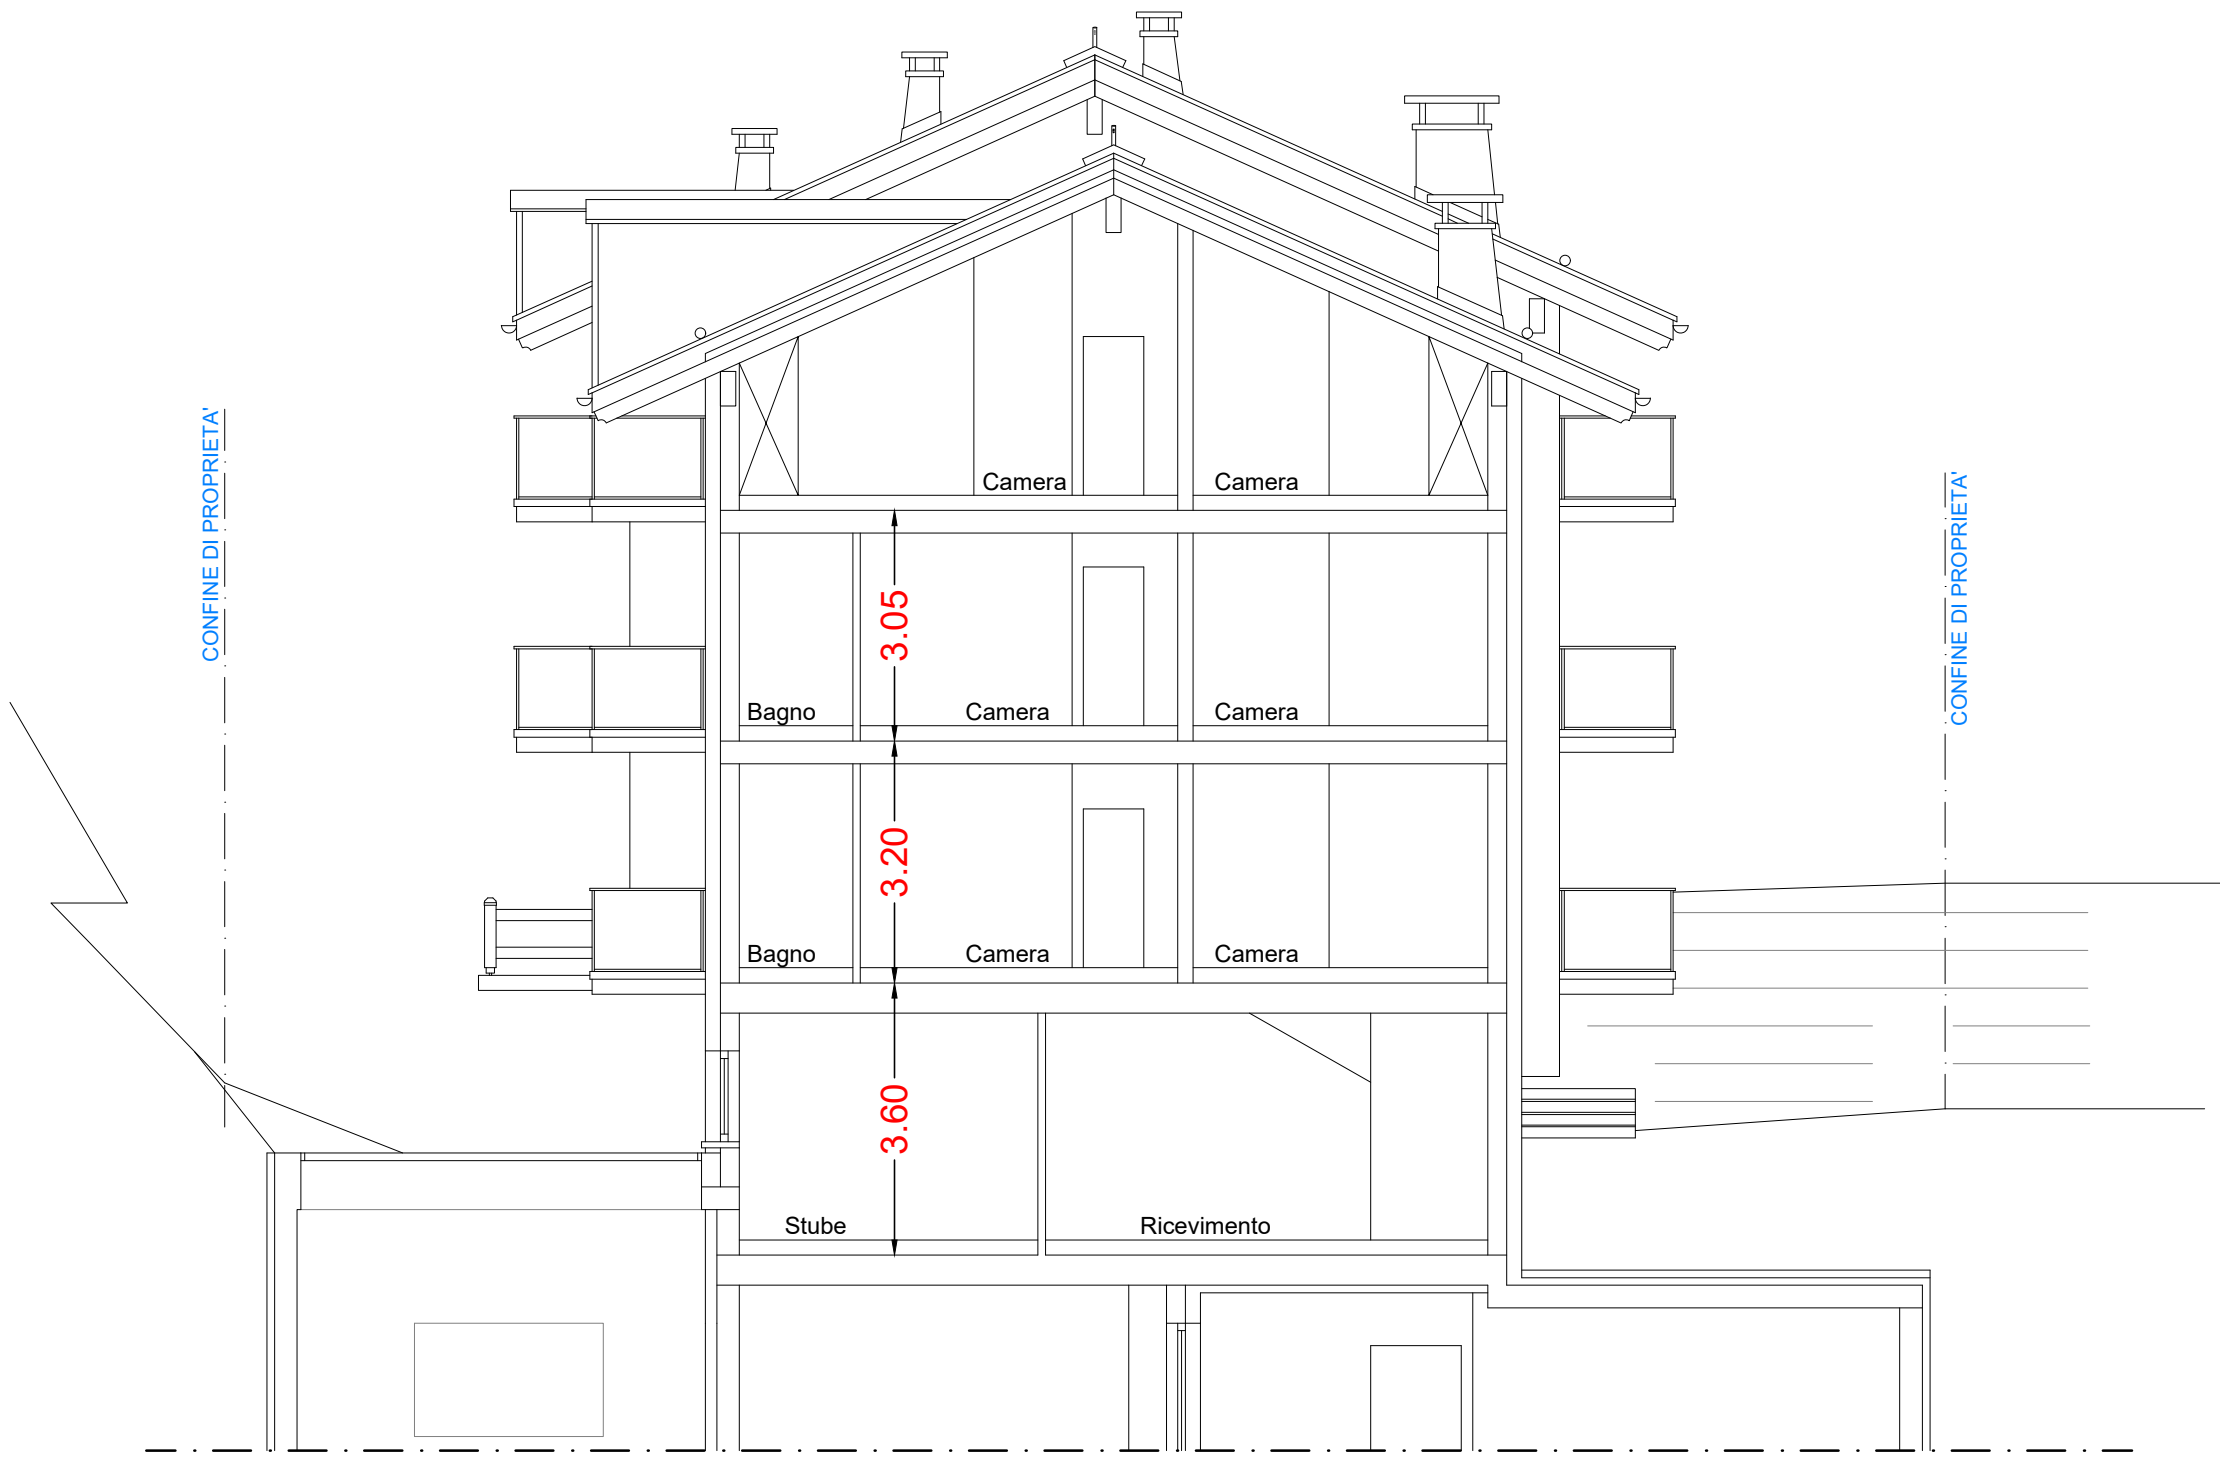 CONFINE DI PROPRIETA'
CONFINE DI PROPRIETA'
Camera
Camera
3.05
Bagno
Camera
Camera
3.20
Bagno
Camera
Camera
3.60
Stube
Ricevimento